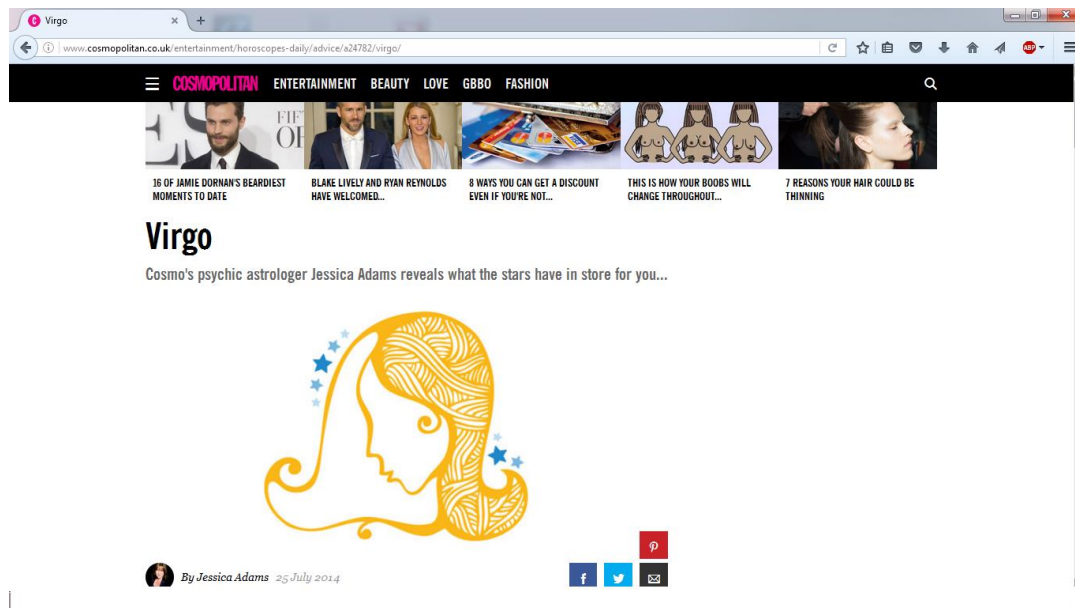 Virgo
www.cosmopolitan.co.uk/entertainment/horoscopes-daily/advice/a24782/virgo/
ABP
COSMOPOLITAN ENTERTAINMENT BEAUTY LOVE GBBO FASHION
16 OF JAMIE DORNAN'S BEARDIEST
MOMENTS TO DATE
BLAKE LIVELY AND RYAN REYNOLDS
HAVE WELCOMED...
8 WAYS YOU CAN GET A DISCOUNT
EVEN IF YOU'RE NOT...
THIS IS HOW YOUR BOOBS WILL
CHANGE THROUGHOUT...
7 REASONS YOUR HAIR COULD BE
THINNING
Virgo
Cosmo's psychic astrologer Jessica Adams reveals what the stars have in store for you...
By Jessica Adams 25 July 2014